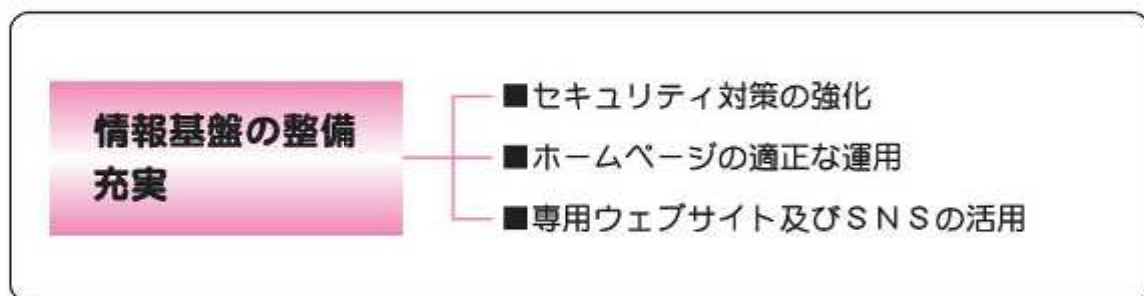 情報基盤の整備
充実
■セキュリティ対策の強化
■ホームページの適正な運用
■専用ウェブサイト及びＳＮＳの活用